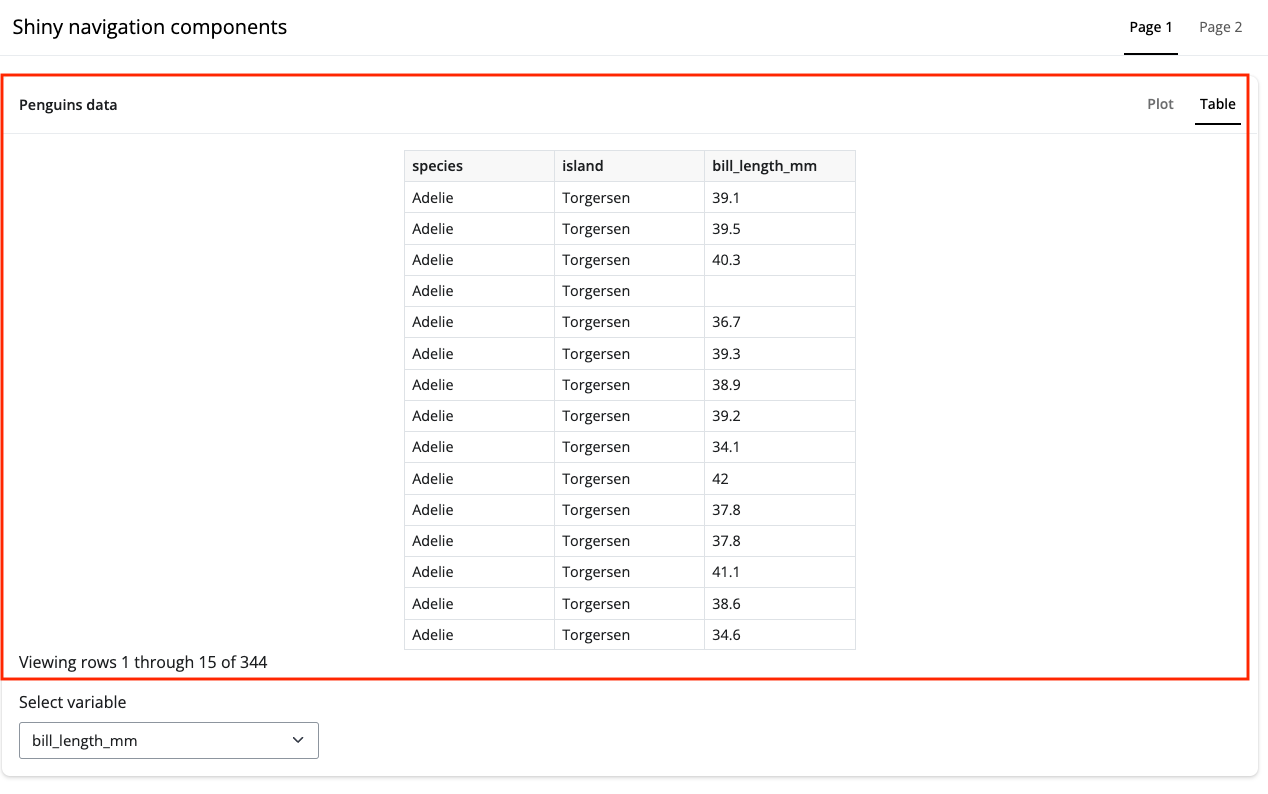 Shiny navigation components Page 1 Page 2
Penguins data Plot Table
species island bill_length_mm
Adelie Torgersen 39.1
Adelie Torgersen 39.5
Adelie Torgersen 40.3
Adelie Torgersen
Adelie Torgersen 36.7
Adelie Torgersen 39.3
Adelie Torgersen 38.9
Adelie Torgersen 39.2
Adelie Torgersen 34.1
Adelie Torgersen 42
Adelie Torgersen 37.8
Adelie Torgersen 37.8
Adelie Torgersen 41.1
Adelie Torgersen 38.6
Adelie Torgersen 34.6
Viewing rows 1 through 15 of 344
Select variable
bill_length_mm